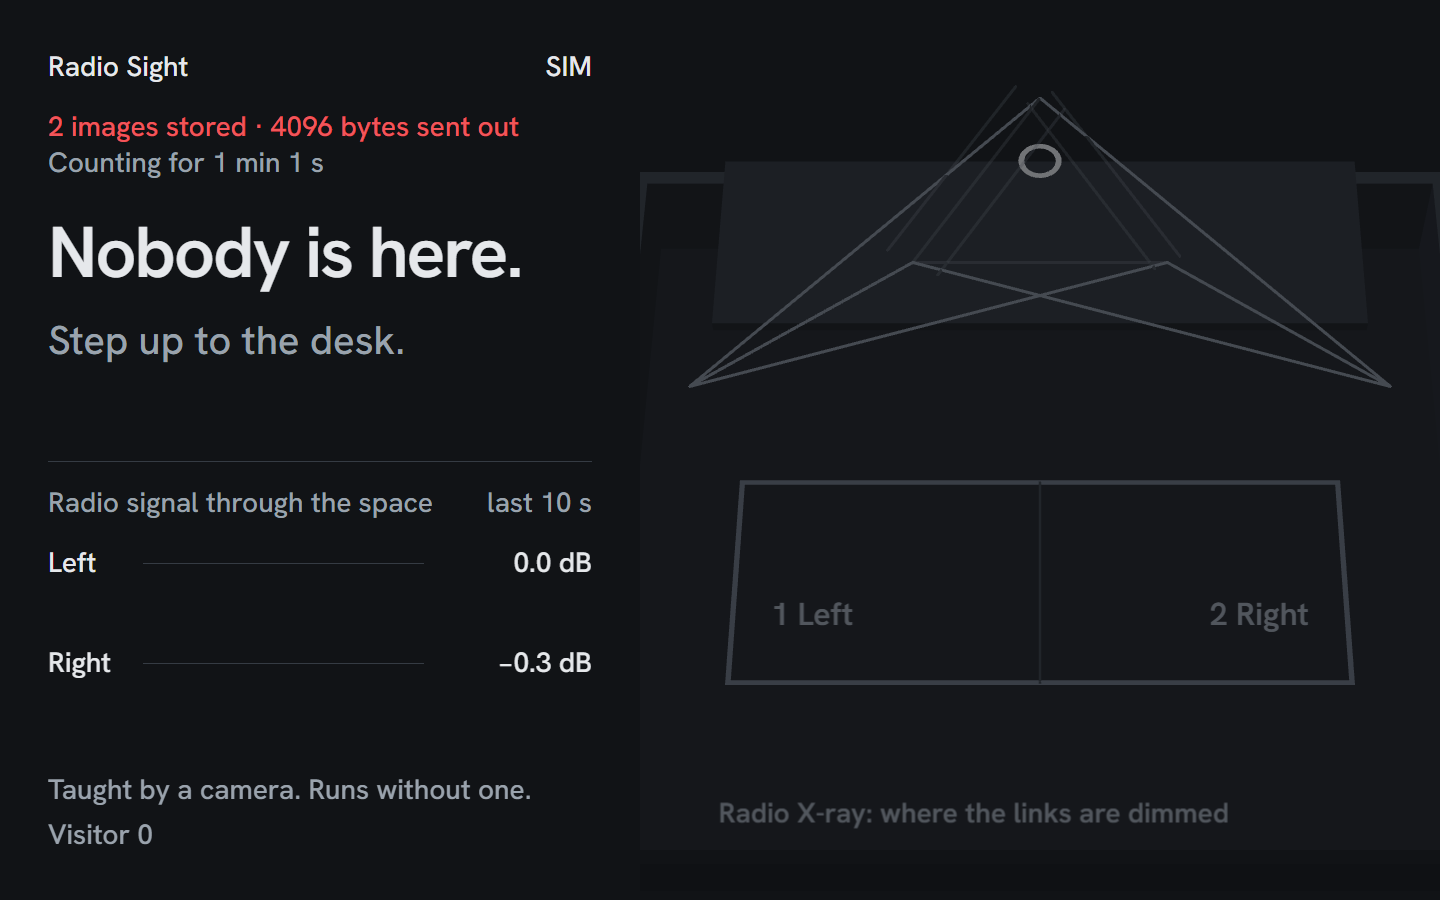 Radio Sight
SIM
2 images stored · 4096 bytes sent out
Counting for 1 min 1 s
Nobody is here.
Step up to the desk.
Radio signal through the space
last 10 s
Left
0.0 dB
Right
−0.3 dB
Taught by a camera. Runs without one.
Visitor 0
1 Left
2 Right
Radio X-ray: where the links are dimmed